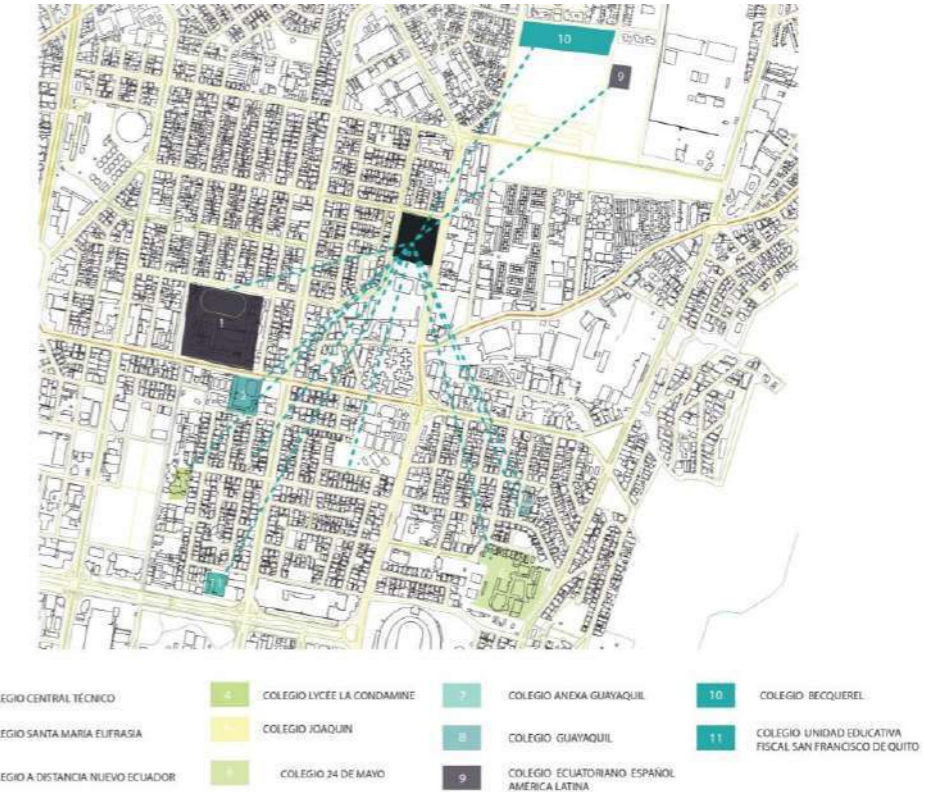 10
9
1
11
EGIO CENTRAL TÉCNICO
4 COLEGIO LYCÉE LA CONDAMINE
7 COLEGIO ANEXA GUAYAQUIL
10 COLEGIO BECQUEREL
EGIO SANTA MARÍA EUFRASIA
COLEGIO JOAQUIN
8 COLEGIO GUAYAQUIL
11 COLEGIO UNIDAD EDUCATIVA
FISCAL SAN FRANCISCO DE QUITO
EGIO A DISTANCIA NUEVO ECUADOR
COLEGIO 24 DE MAYO
9 COLEGIO ECUATORIANO ESPAÑOL
AMÉRICA LATINA